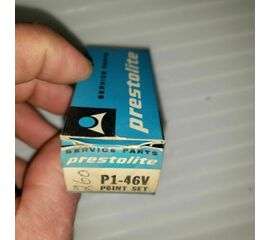 SERVICE PARTS
prestolite
SERVICE PARTS
prestolite
P1-46V
POINT SET